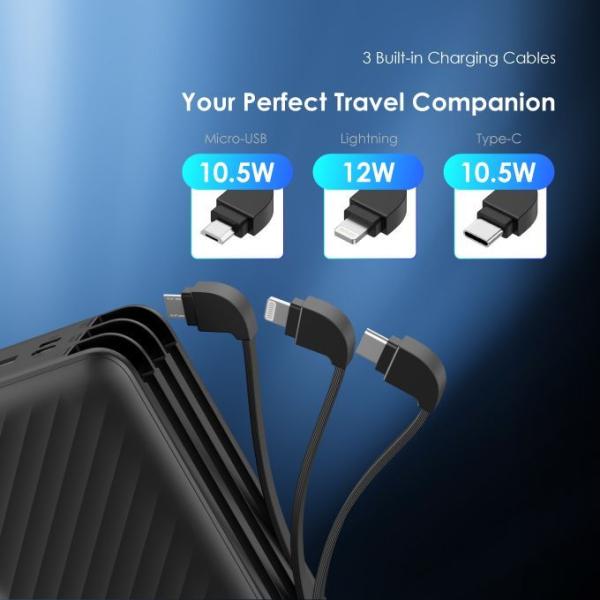 3 Built-in Charging Cables
Your Perfect Travel Companion
Micro-USB Lightning Type-C
10.5W 12W 10.5W